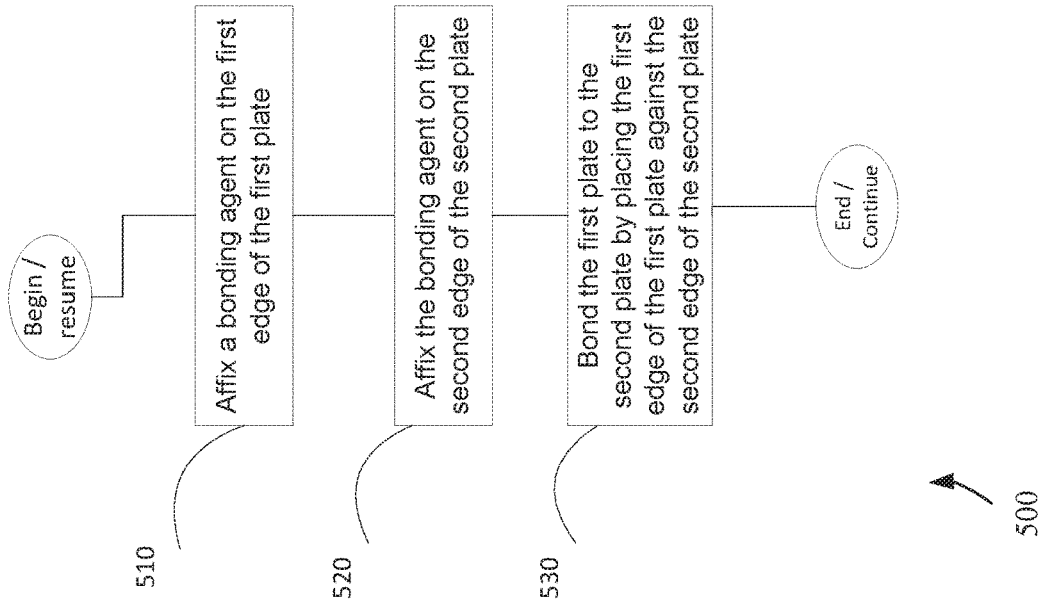 Begin /
resume
510
Affix a bonding agent on the first
edge of the first plate
520
Affix the bonding agent on the
second edge of the second plate
530
Bond the first plate to the
second plate by placing the first
edge of the first plate against the
second edge of the second plate
End /
Continue
500